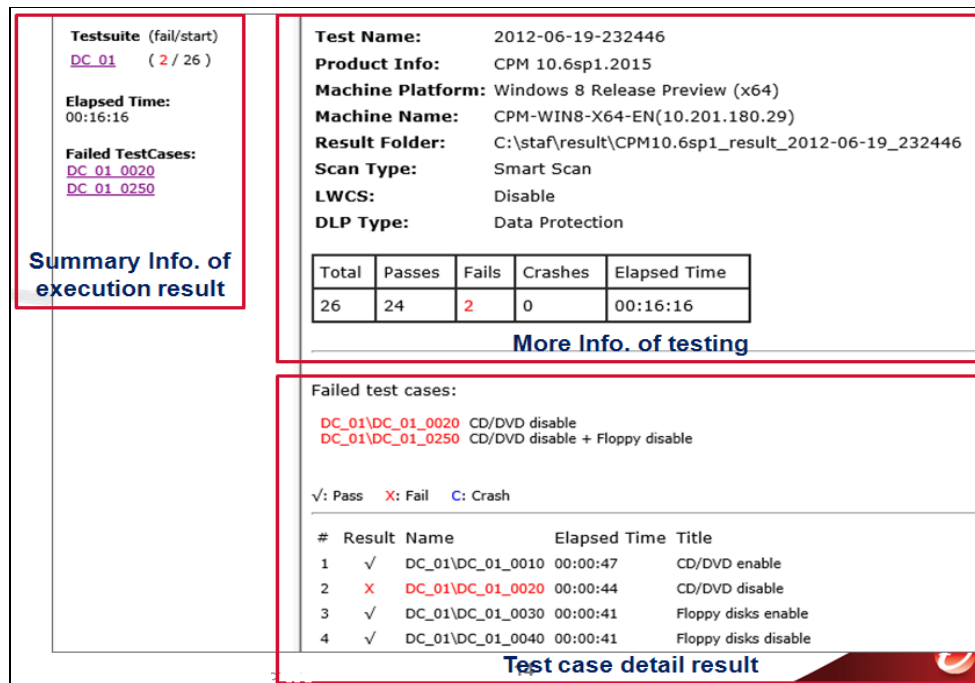 Testsuite (fail/start)
DC_01 ( 2 / 26 )
Elapsed Time:
00:16:16
Failed TestCases:
DC_01_0020
DC_01_0250
Summary Info. of
execution result
Test Name: 2012-06-19-232446
Product Info: CPM 10.6sp1.2015
Machine Platform: Windows 8 Release Preview (x64)
Machine Name: CPM-WIN8-X64-EN(10.201.180.29)
Result Folder: C:\staf\result\CPM10.6sp1_result_2012-06-19_232446
Scan Type: Smart Scan
LWCS: Disable
DLP Type: Data Protection
Total Passes Fails Crashes Elapsed Time
26 24 2 0 00:16:16
More Info. of testing
Failed test cases:
DC_01\DC_01_0020 CD/DVD disable
DC_01\DC_01_0250 CD/DVD disable + Floppy disable
√: Pass X: Fail C: Crash
# Result Name Elapsed Time Title
1 √ DC_01\DC_01_0010 00:00:47 CD/DVD enable
2 X DC_01\DC_01_0020 00:00:44 CD/DVD disable
3 √ DC_01\DC_01_0030 00:00:41 Floppy disks enable
4 √ DC_01\DC_01_0040 00:00:41 Floppy disks disable
Test case detail result